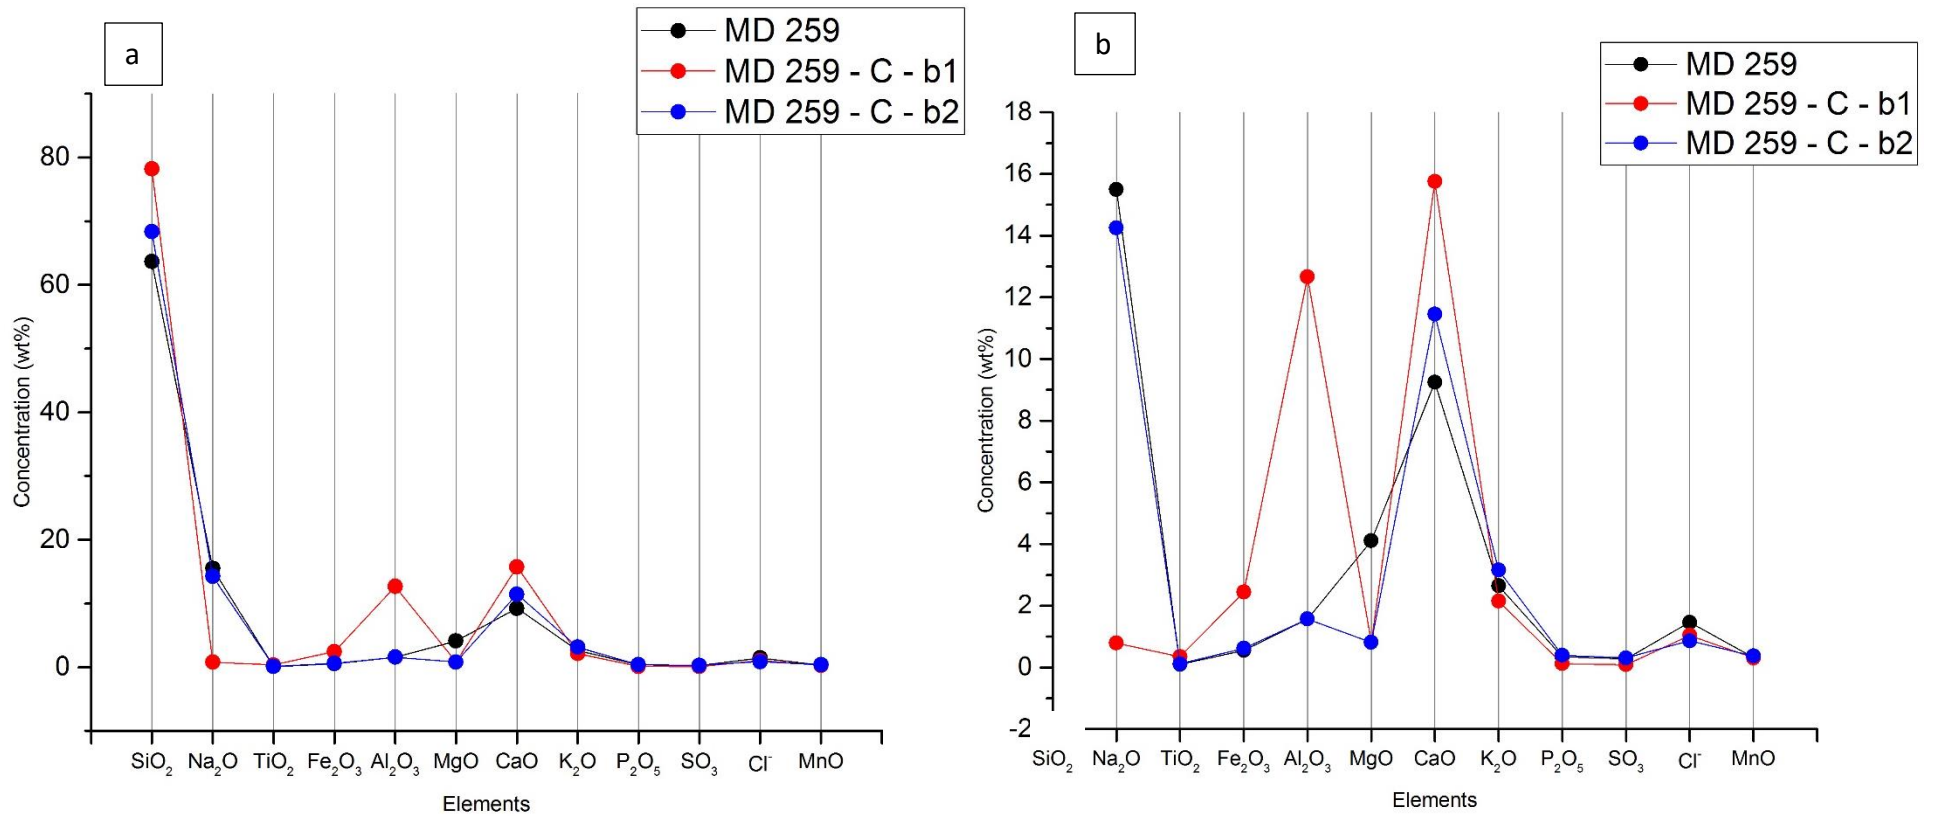 a
MD 259
MD 259 - C - b1
MD 259 - C - b2
80
60
40
20
0
Concentration (wt%)
SiO₂ Na₂O TiO₂ Fe₂O₃ Al₂O₃ MgO CaO K₂O P₂O₅ SO₃ Cl⁻ MnO
Elements
b
MD 259
MD 259 - C - b1
MD 259 - C - b2
18
16
14
12
10
8
6
4
2
0
-2
Concentration (wt%)
SiO₂ Na₂O TiO₂ Fe₂O₃ Al₂O₃ MgO CaO K₂O P₂O₅ SO₃ Cl⁻ MnO
Elements